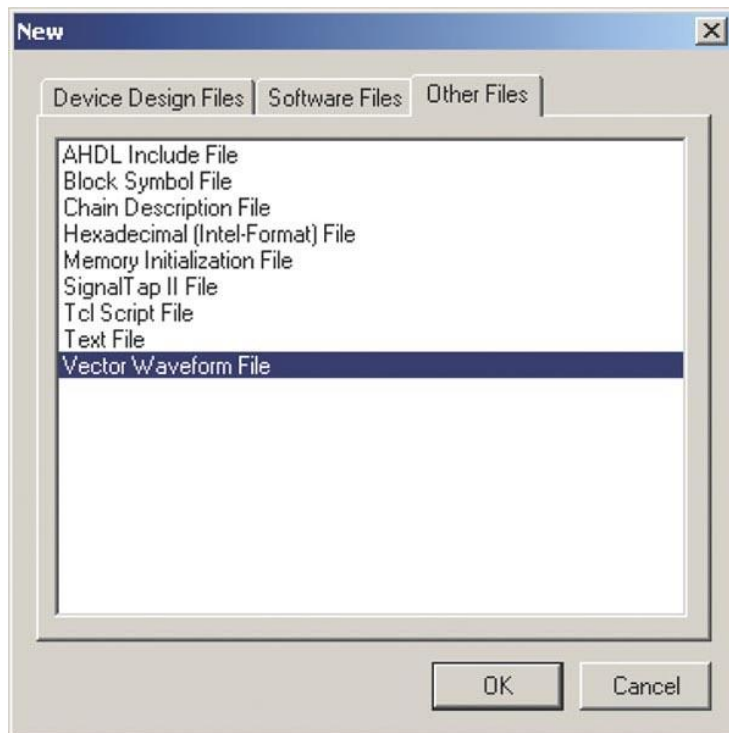 New
Device Design Files Software Files Other Files
AHDL Include File
Block Symbol File
Chain Description File
Hexadecimal (Intel-Format) File
Memory Initialization File
SignalTap II File
Tcl Script File
Text File
Vector Waveform File
OK Cancel